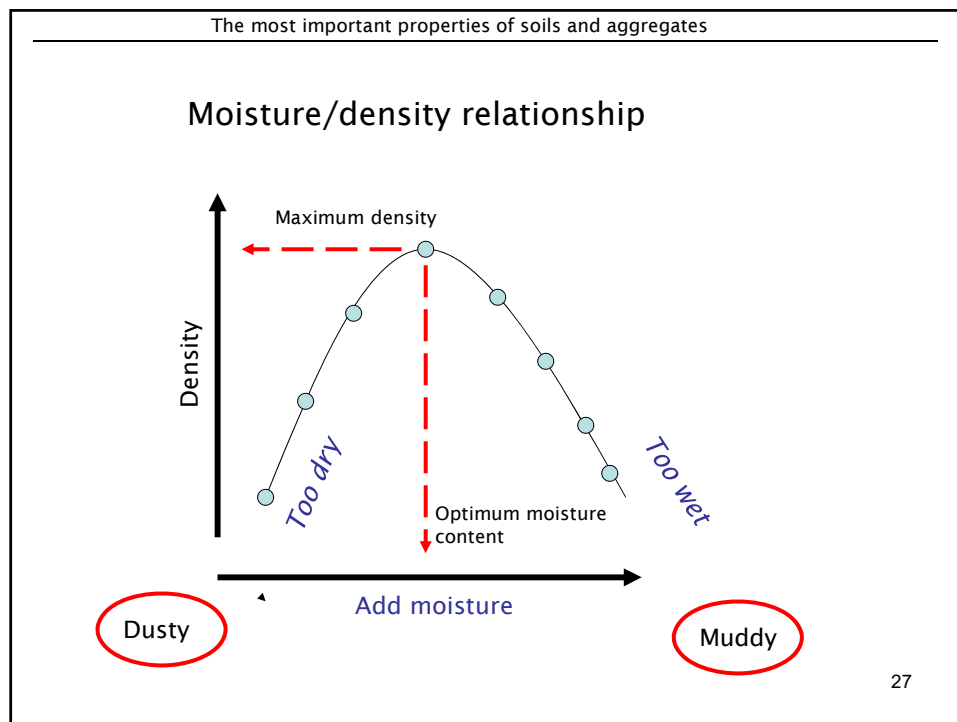 The most important properties of soils and aggregates
Moisture/density relationship
Maximum density
Density
Too dry
Too wet
Optimum moisture
content
Add moisture
Dusty
Muddy
27